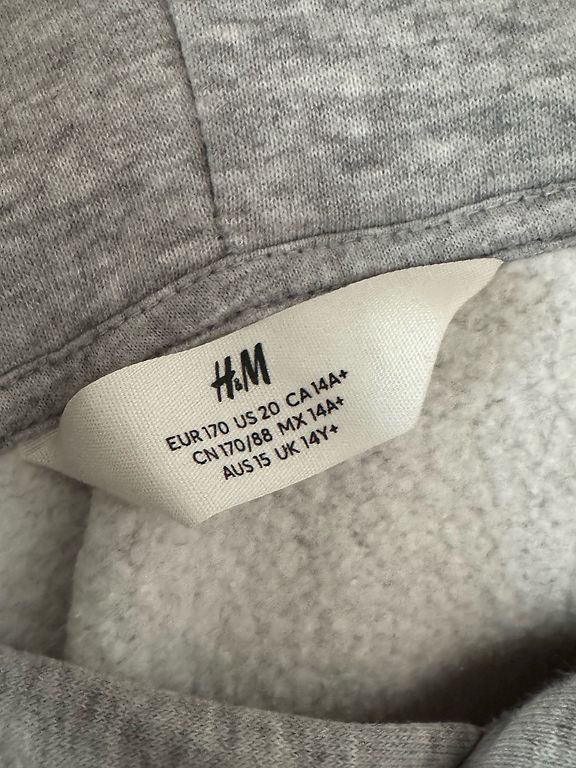 H&M
EUR 170 US 20 CA 14A+
CN 170/88 MX 14A+
AUS 15 UK 14Y+